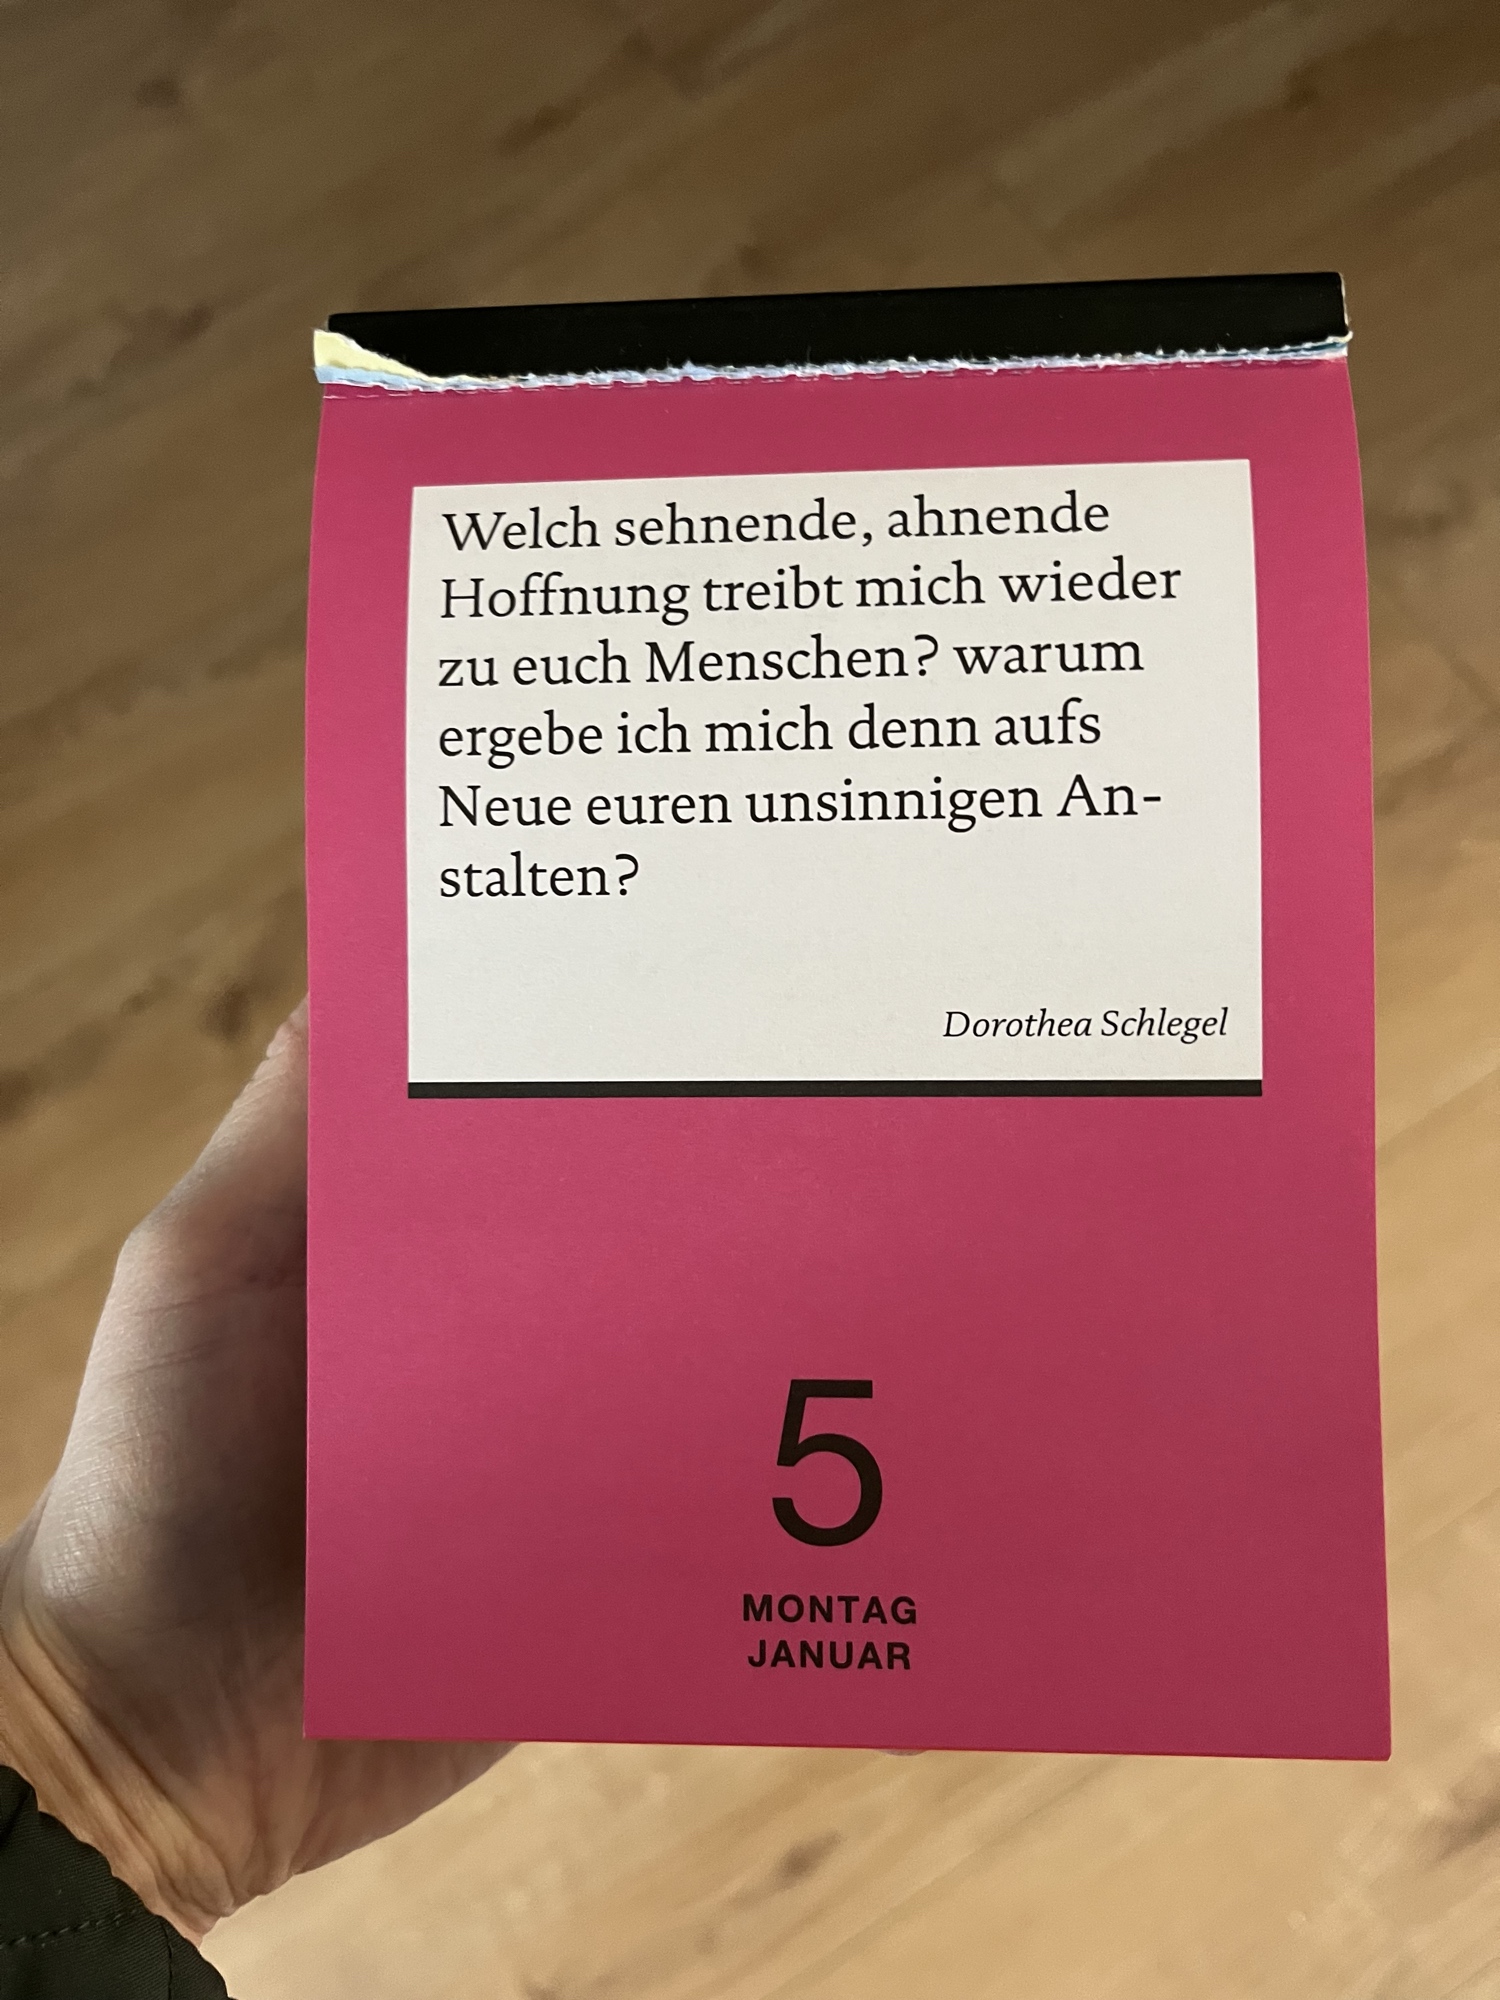 Welch sehnende, ahnende
Hoffnung treibt mich wieder
zu euch Menschen? warum
ergebe ich mich denn aufs
Neue euren unsinnigen An-
stalten?
Dorothea Schlegel
5
MONTAG
JANUAR